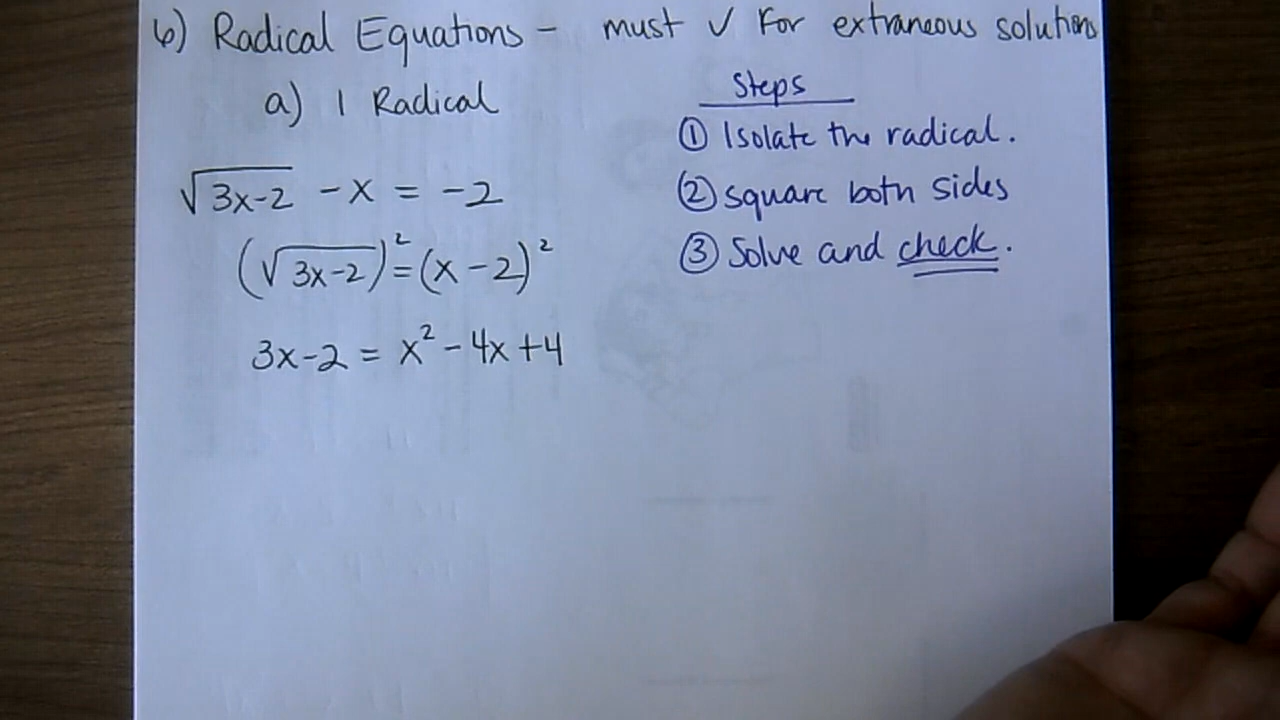 6) Radical Equations - must ✓ For extraneous solutions
a) 1 Radical
√(3x-2) - x = -2
(√(3x-2))² = (x - 2)²
3x-2 = x² - 4x + 4
Steps
① Isolate the radical.
② square both sides
③ Solve and check.